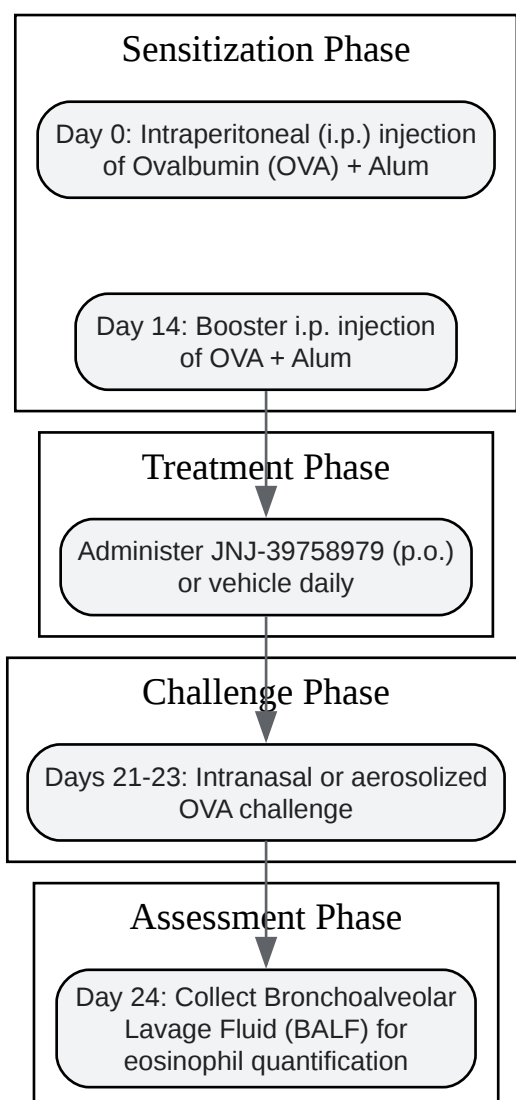 Sensitization Phase
Day 0: Intraperitoneal (i.p.) injection
of Ovalbumin (OVA) + Alum
Day 14: Booster i.p. injection
of OVA + Alum
Treatment Phase
Administer JNJ-39758979 (p.o.)
or vehicle daily
Challenge Phase
Days 21-23: Intranasal or aerosolized
OVA challenge
Assessment Phase
Day 24: Collect Bronchoalveolar
Lavage Fluid (BALF) for
eosinophil quantification